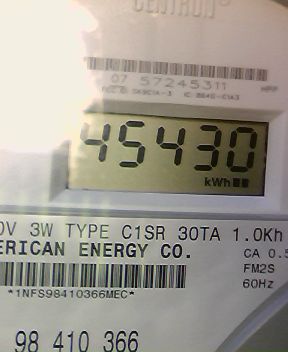 CENTRON
07 57245311
45430
kWh
0V 3W TYPE C1SR 30TA 1.0Kh
ERICAN ENERGY CO.
CA 0.5
FM2S
60Hz
*1NFS98410366MEC*
98 410 366